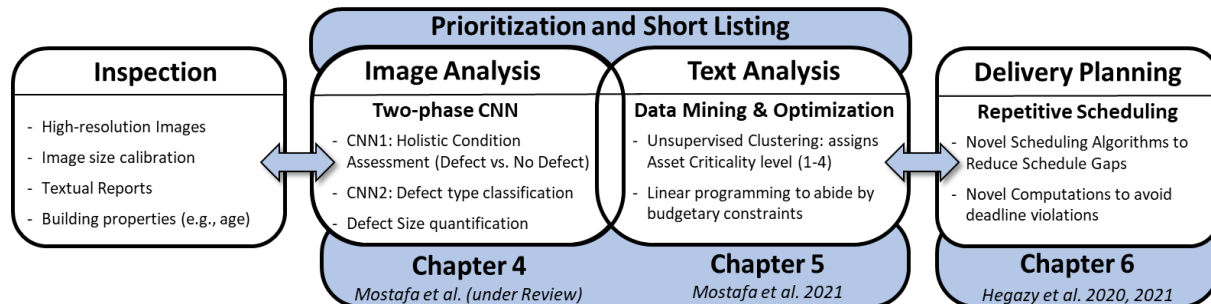 Prioritization and Short Listing
Inspection
- High-resolution Images
- Image size calibration
- Textual Reports
- Building properties (e.g., age)
Image Analysis
Two-phase CNN
- CNN1: Holistic Condition
Assessment (Defect vs. No Defect)
- CNN2: Defect type classification
- Defect Size quantification
Chapter 4
Mostafa et al. (under Review)
Text Analysis
Data Mining & Optimization
- Unsupervised Clustering: assigns
Asset Criticality level (1-4)
- Linear programming to abide by
budgetary constraints
Chapter 5
Mostafa et al. 2021
Delivery Planning
Repetitive Scheduling
- Novel Scheduling Algorithms to
Reduce Schedule Gaps
- Novel Computations to avoid
deadline violations
Chapter 6
Hegazy et al. 2020, 2021